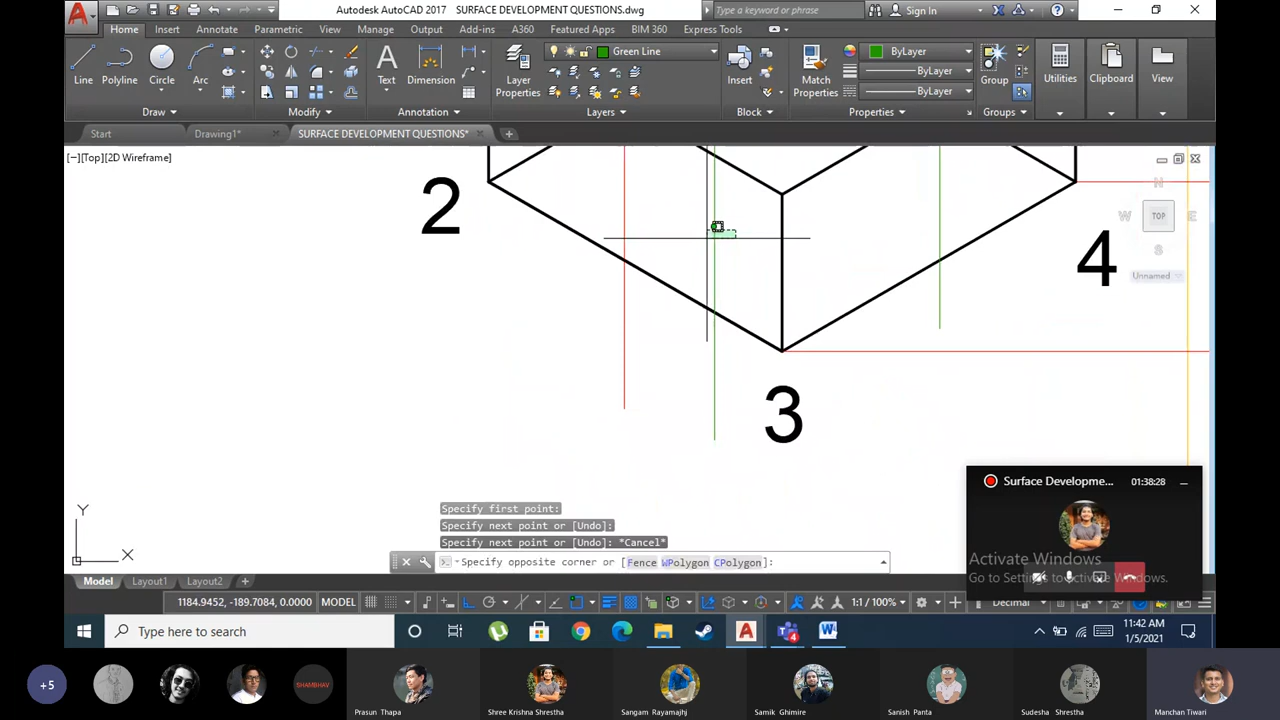 Autodesk AutoCAD 2017 SURFACE DEVELOPMENT QUESTIONS.dwg
Type a keyword or phrase
Sign In
Home Insert Annotate Parametric View Manage Output Add-ins A360 Featured Apps BIM 360 Express Tools
Line Polyline Circle Arc
Text Dimension
Layer Properties
Green Line
Insert
Match Properties
ByLayer
ByLayer
ByLayer
Group
Utilities
Clipboard
View
Draw Modify Annotation Layers Block Properties Groups
Start Drawing1* SURFACE DEVELOPMENT QUESTIONS*
[−][Top][2D Wireframe]
N
W TOP E
S
Unnamed
2
4
3
Surface Developme... 01:38:28
Y
X
Specify first point:
Specify next point or [Undo]:
Specify next point or [Undo]: *Cancel*
Specify opposite corner or [Fence WPolygon CPolygon]:
Activate Windows
Go to Settings to activate Windows.
Model Layout1 Layout2
1184.9452, -189.7084, 0.0000 MODEL 1:1 / 100% Decimal
Type here to search
11:42 AM
1/5/2021
+5 SHAMBHAV Prasun Thapa Shree Krishna Shrestha Sangam Rayamajhj Samik Ghimire Sanish Panta Sudesha Shrestha Manchan Tiwari